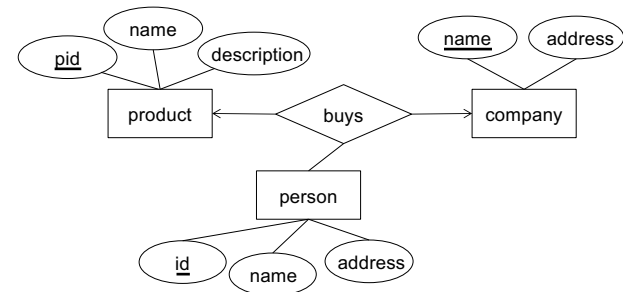 name
pid
description
product
name
address
company
buys
person
id
name
address